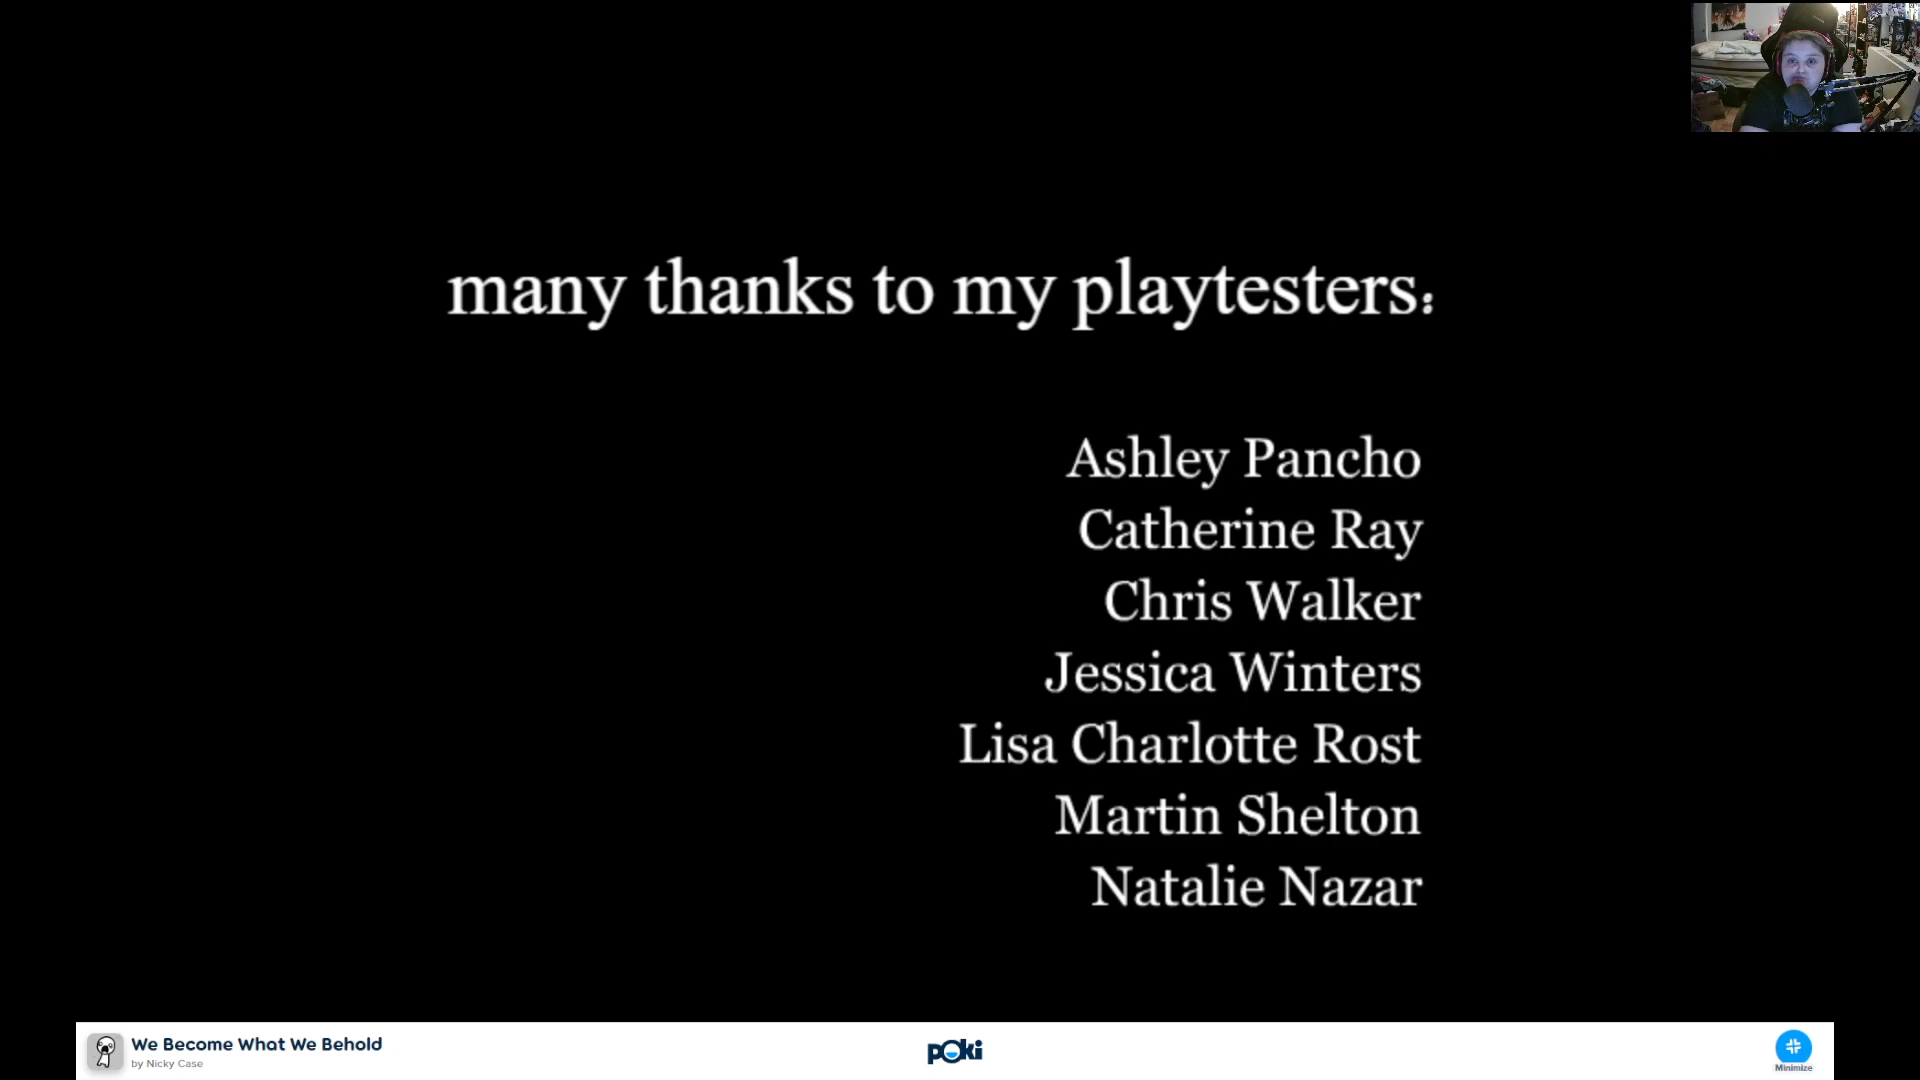 many thanks to my playtesters:
Ashley Pancho
Catherine Ray
Chris Walker
Jessica Winters
Lisa Charlotte Rost
Martin Shelton
Natalie Nazar
We Become What We Behold
by Nicky Case
poki
Minimize